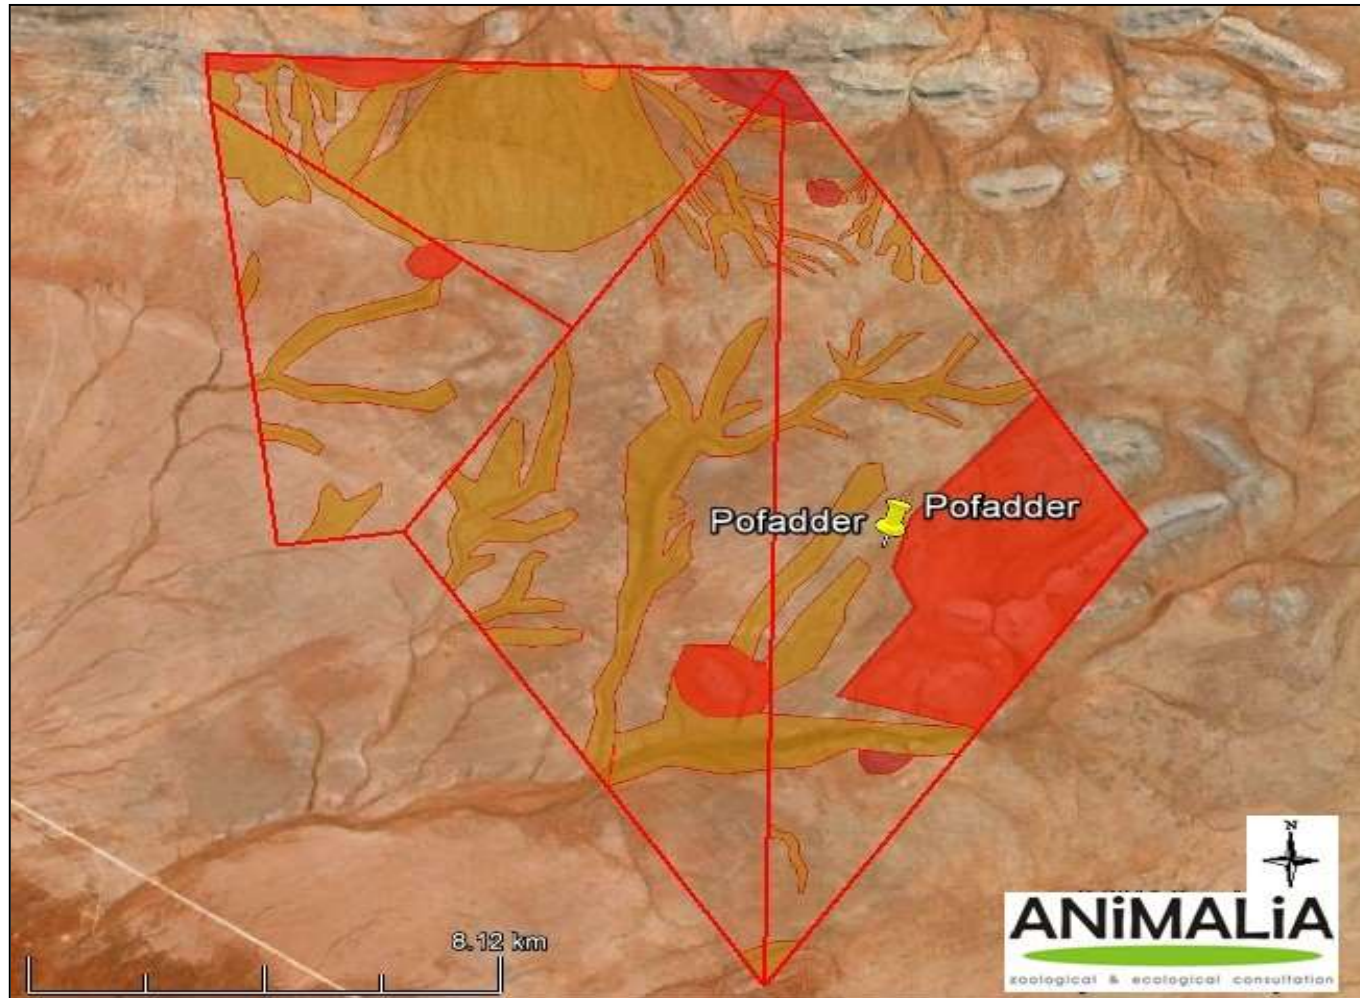 Pofadder
Pofadder
8.12 km
N
ANiMALiA
zoological & ecological consultation